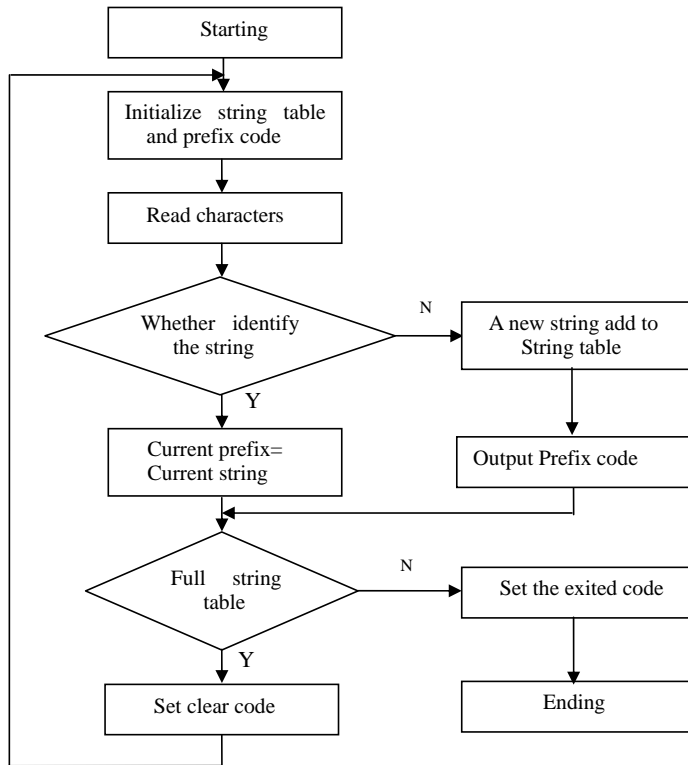 Starting
Initialize string table
and prefix code
Read characters
Whether identify
the string
N
A new string add to
String table
Y
Current prefix=
Current string
Output Prefix code
Full string
table
N
Set the exited code
Y
Set clear code
Ending